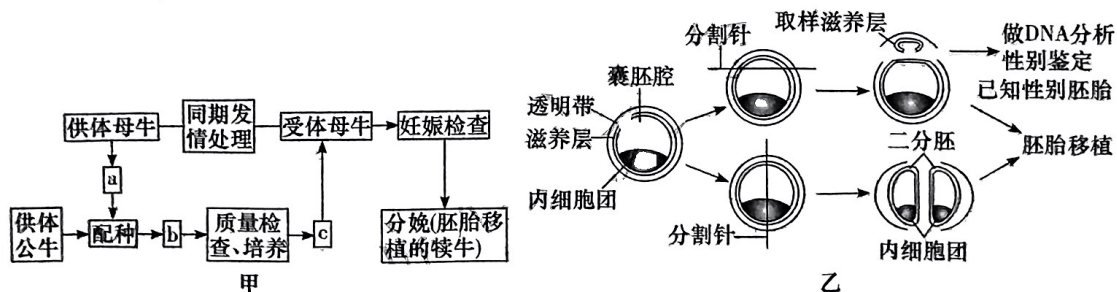 供体母牛
同期发
情处理
受体母牛
妊娠检查
a
供体
公牛
配种
b
质量检
查、培养
c
分娩(胚胎移
植的犊牛)
甲
分割针
取样滋养层
做DNA分析
性别鉴定
已知性别胚胎
囊胚腔
透明带
滋养层
内细胞团
二分胚
胚胎移植
分割针
内细胞团
乙